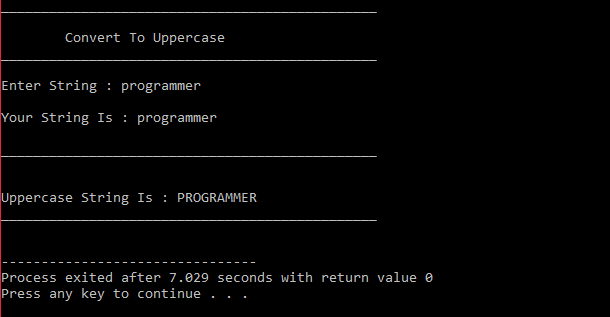 Convert To Uppercase
Enter String : programmer
Your String Is : programmer
Uppercase String Is : PROGRAMMER
--------------------------------
Process exited after 7.029 seconds with return value 0
Press any key to continue . . .